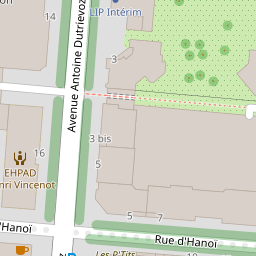 LIP Intérim
14
3
Avenue Antoine Dutrievoz
3 bis
16
5
EHPAD
nri Vincenot
5
7
d'Hanoï
Rue d'Hanoï
Les P'Tits